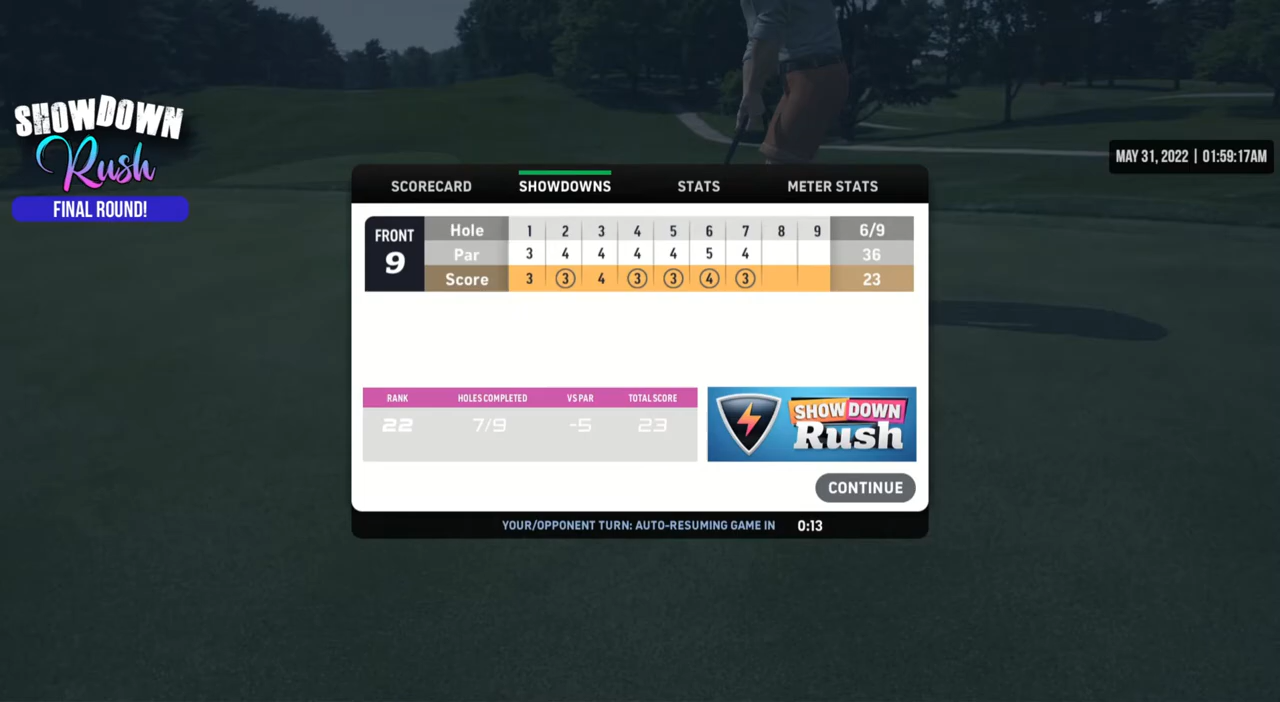 SHOWDOWN
Rush
FINAL ROUND!
MAY 31, 2022 | 01:59:17AM
SCORECARD SHOWDOWNS STATS METER STATS
FRONT
9
Hole 1 2 3 4 5 6 7 8 9 6/9
Par 3 4 4 4 4 5 4 36
Score 3 3 4 3 3 4 3 23
RANK HOLES COMPLETED VS PAR TOTAL SCORE
22 7/9 -5 23
SHOWDOWN
Rush
CONTINUE
YOUR/OPPONENT TURN: AUTO-RESUMING GAME IN 0:13